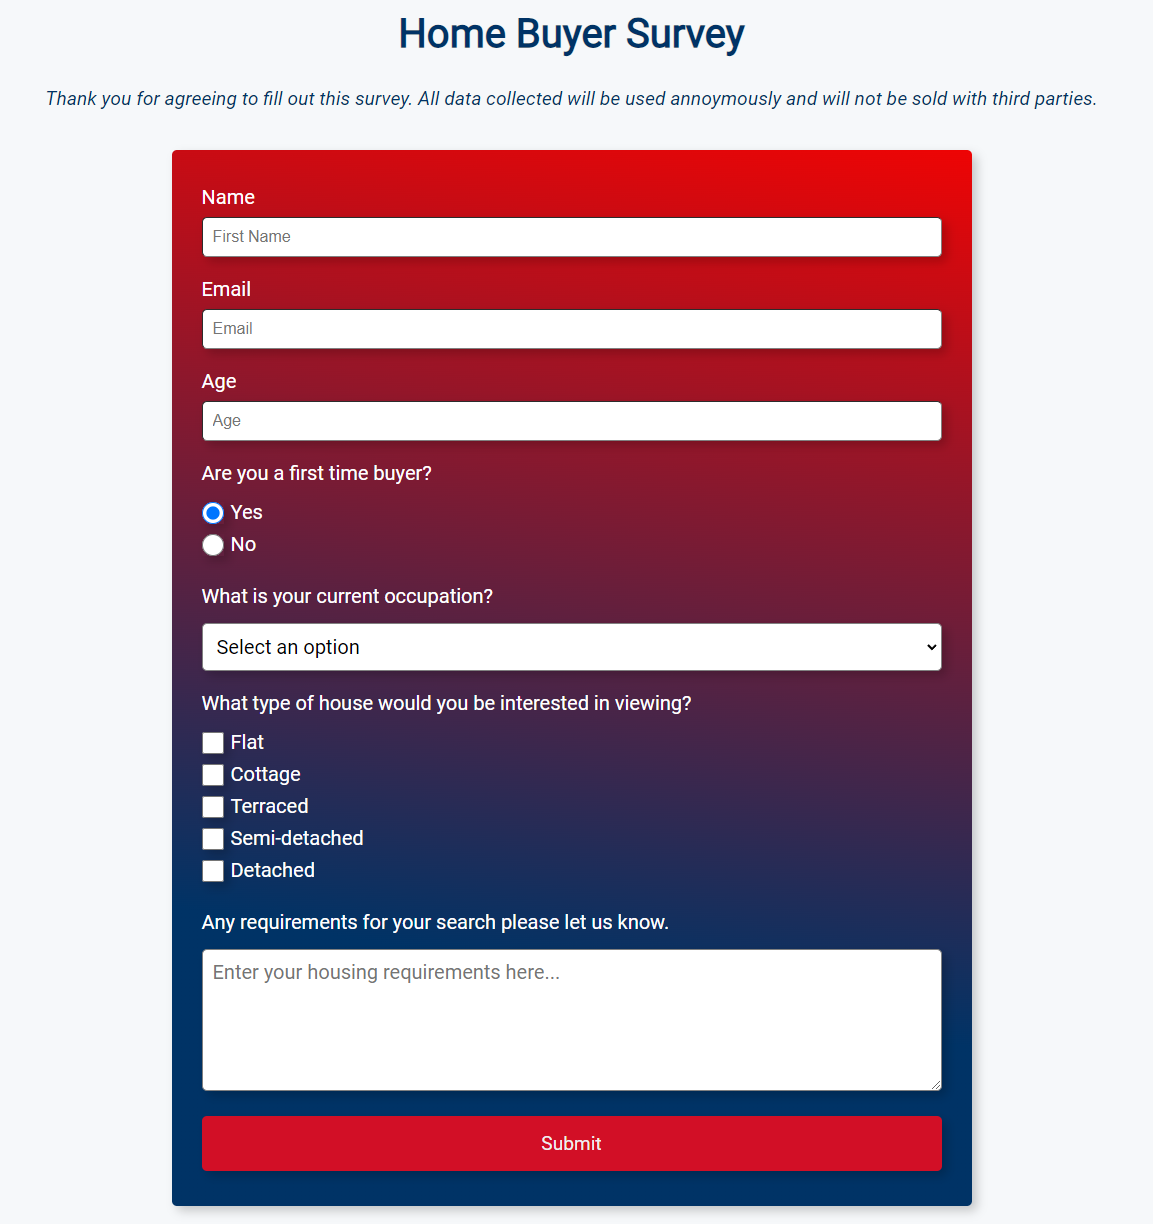 Home Buyer Survey
Thank you for agreeing to fill out this survey. All data collected will be used annoymously and will not be sold with third parties.
Name
First Name
Email
Email
Age
Age
Are you a first time buyer?
Yes
No
What is your current occupation?
Select an option
What type of house would you be interested in viewing?
Flat
Cottage
Terraced
Semi-detached
Detached
Any requirements for your search please let us know.
Enter your housing requirements here...
Submit